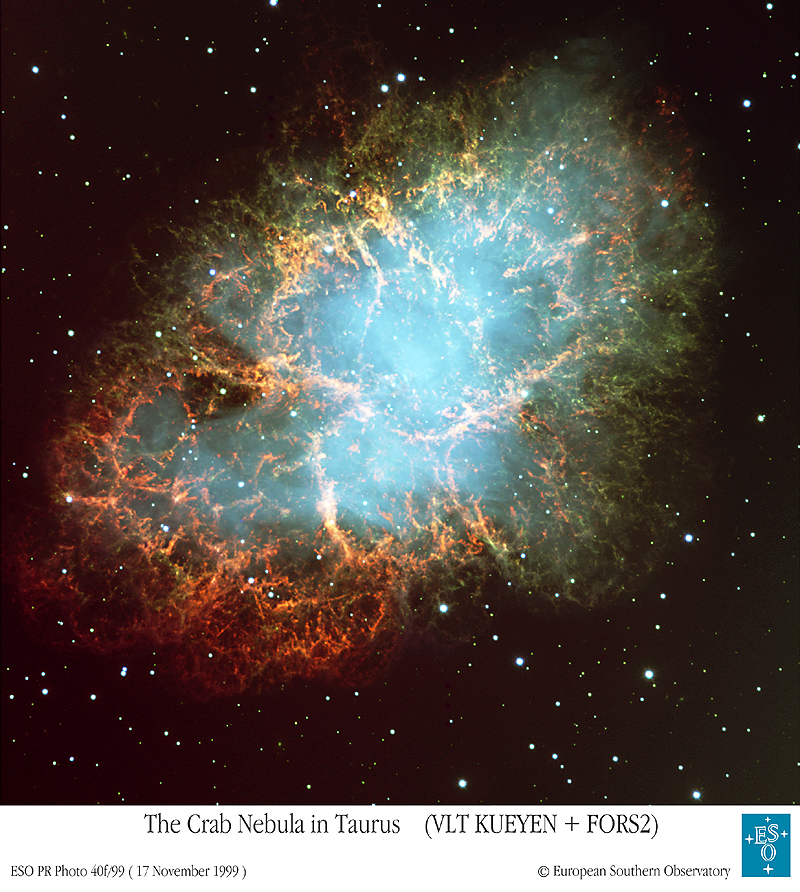 The Crab Nebula in Taurus (VLT KUEYEN + FORS2)
ESO PR Photo 40f/99 ( 17 November 1999 )
© European Southern Observatory
ESO